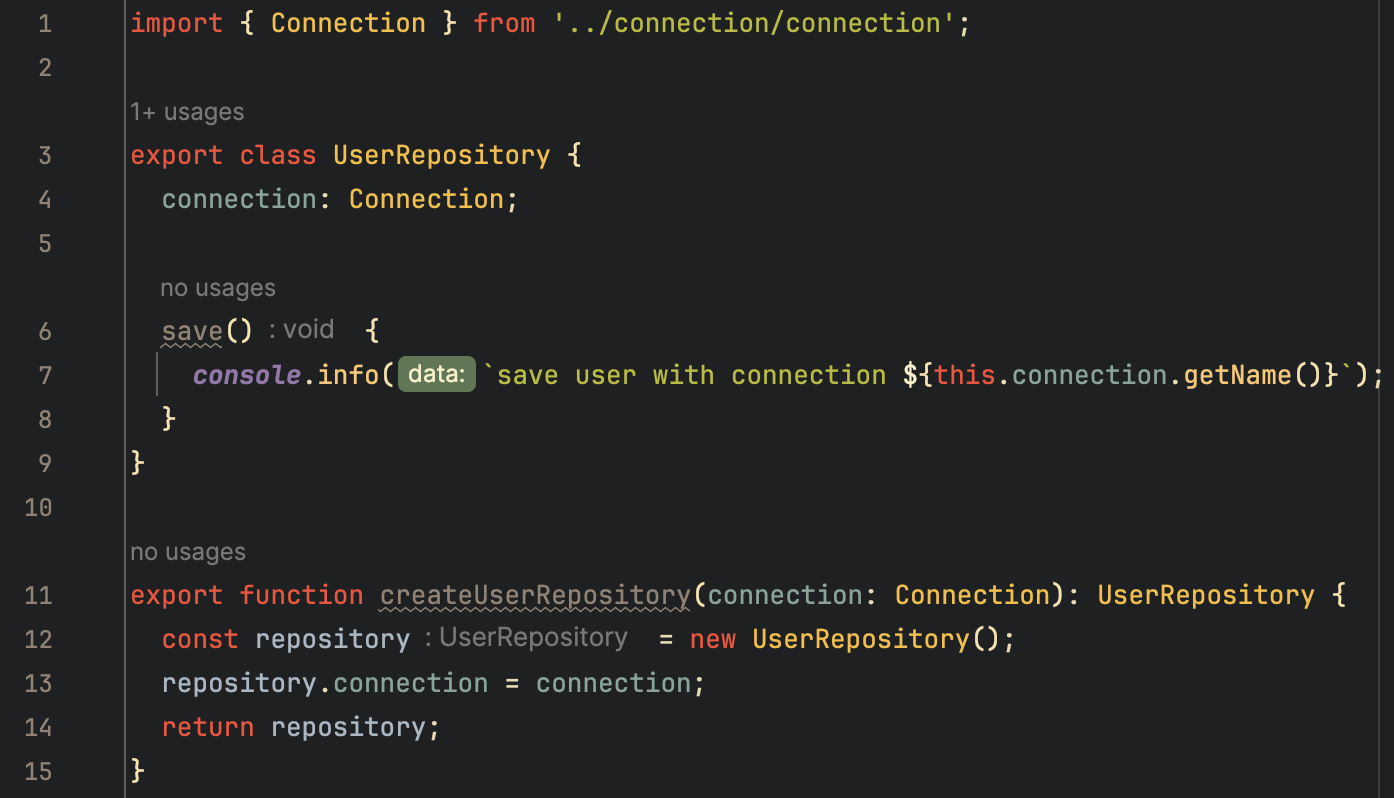 1 import { Connection } from '../connection/connection';
2
1+ usages
3 export class UserRepository {
4   connection: Connection;
5
no usages
6   save() : void {
7     console.info( data: `save user with connection ${this.connection.getName()}`);
8   }
9 }
10
no usages
11 export function createUserRepository(connection: Connection): UserRepository {
12   const repository : UserRepository = new UserRepository();
13   repository.connection = connection;
14   return repository;
15 }